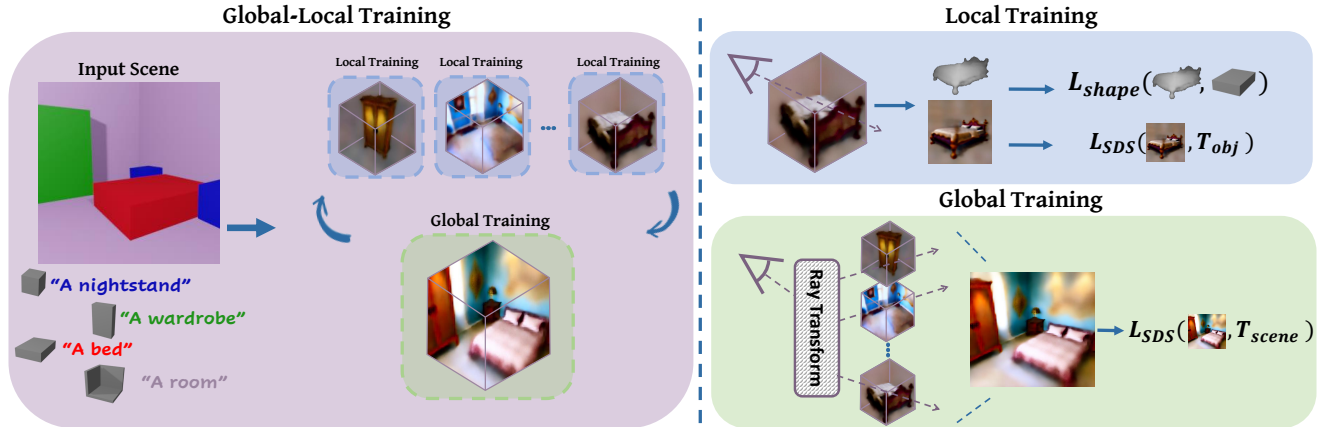 Global-Local Training
Input Scene
Local Training
Local Training
Local Training
...
Global Training
"A nightstand"
"A wardrobe"
"A bed"
"A room"
Local Training
L_shape( , )
L_SDS( , T_obj )
Global Training
Ray Transform
L_SDS( , T_scene )